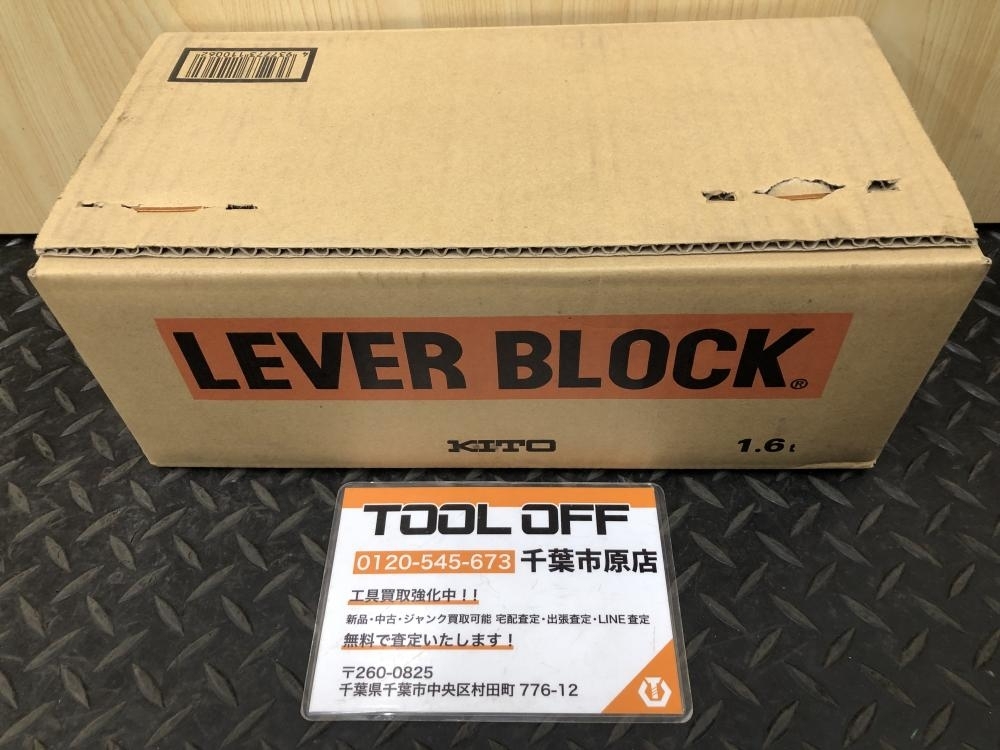 4937773110062
LEVER BLOCK®
KITO
1.6t
TOOL OFF
0120-545-673 千葉市原店
工具買取強化中!!
新品・中古・ジャンク買取可能 宅配査定・出張査定・LINE査定
無料で査定いたします!
〒260-0825
千葉県千葉市中央区村田町 776-12